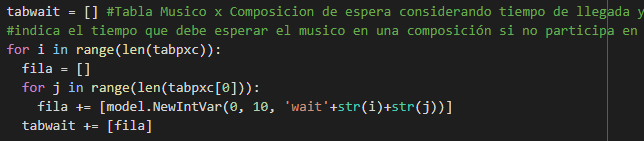 tabwait = [] #Tabla Musico x Composicion de espera considerando tiempo de llegada y
#indica el tiempo que debe esperar el musico en una composición si no participa en
for i in range(len(tabpxc)):
  fila = []
  for j in range(len(tabpxc[0])):
    fila += [model.NewIntVar(0, 10, 'wait'+str(i)+str(j))]
  tabwait += [fila]